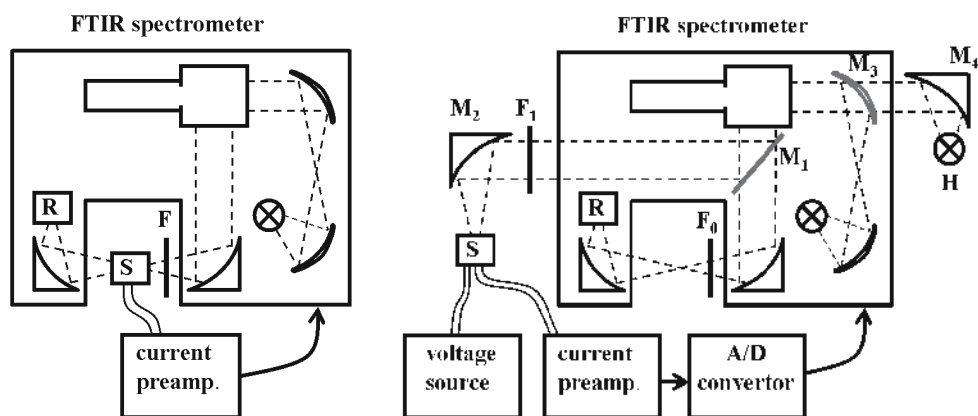 FTIR spectrometer
R
S
F
current
preamp.
FTIR spectrometer
M2
F1
M1
M3
M4
H
R
S
F0
voltage
source
current
preamp.
A/D
convertor